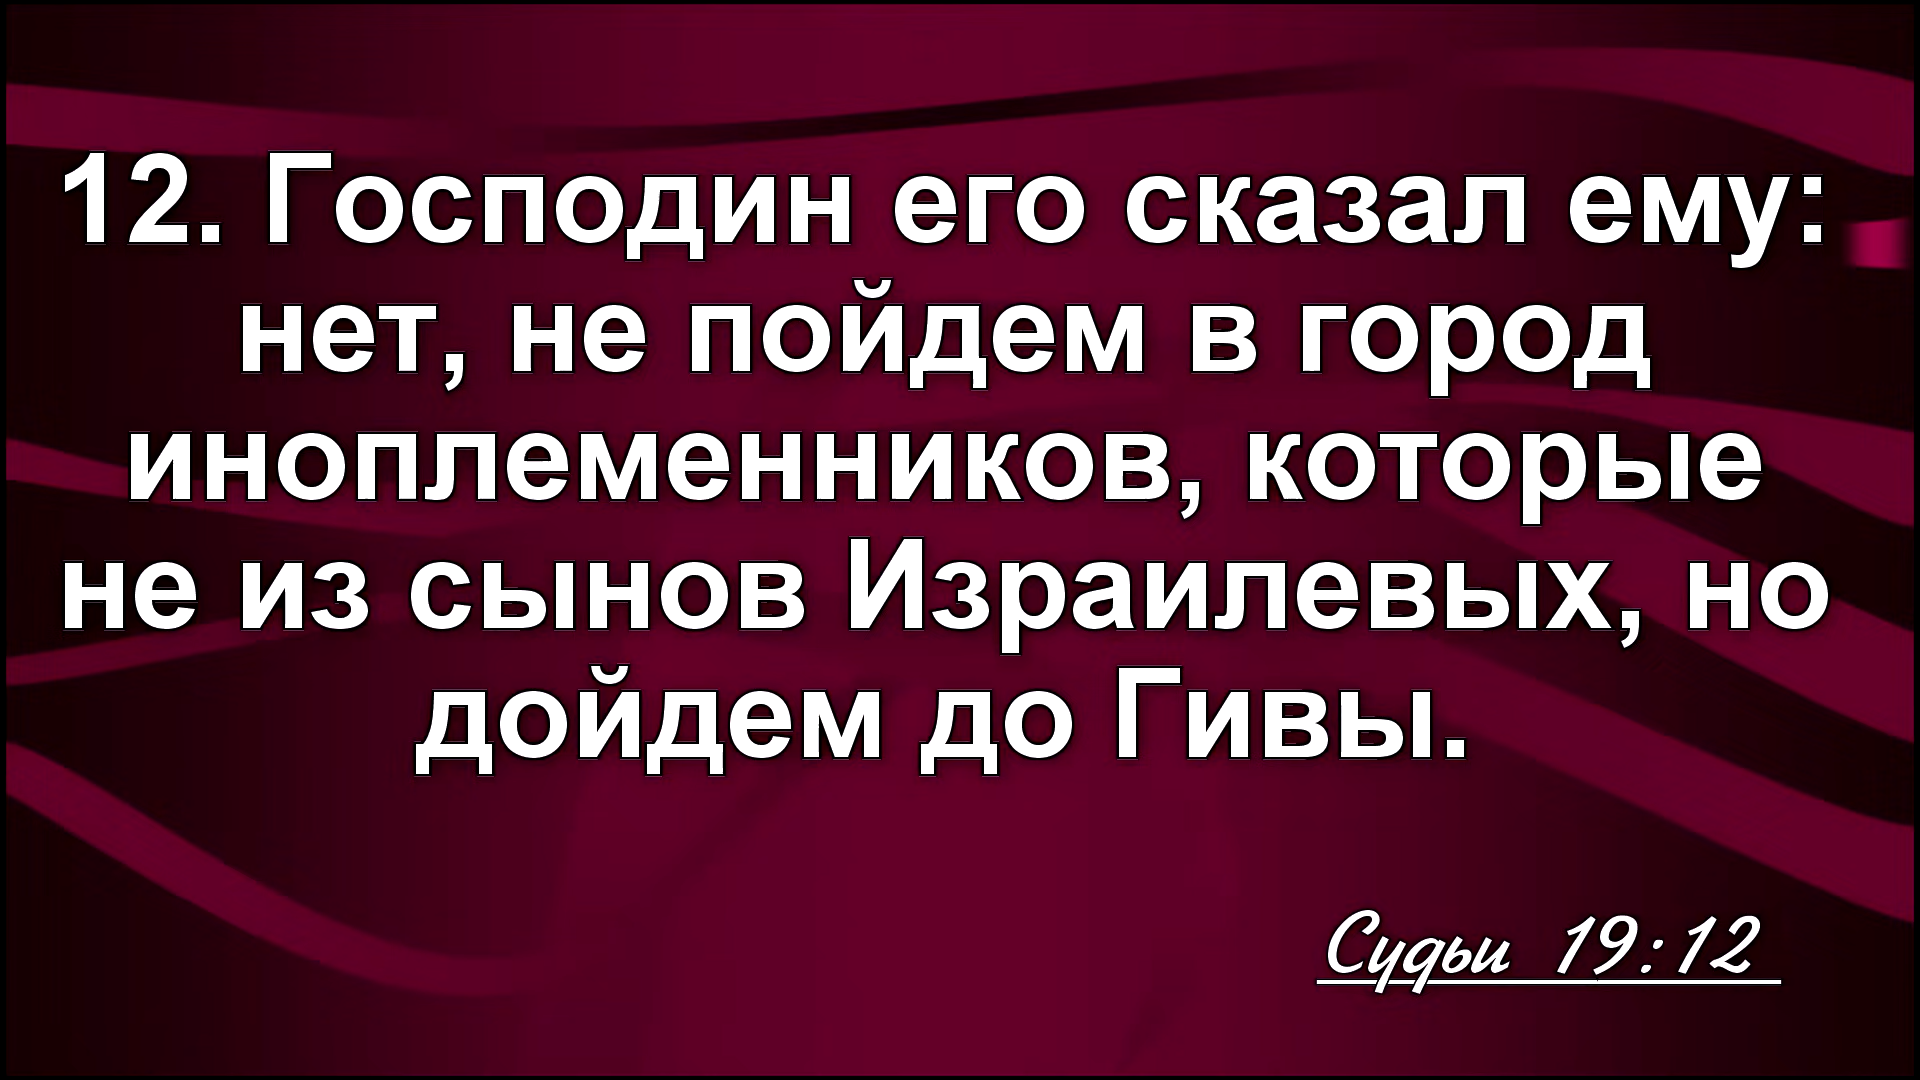 12. Господин его сказал ему:
нет, не пойдем в город
иноплеменников, которые
не из сынов Израилевых, но
дойдем до Гивы.
Судьи 19:12